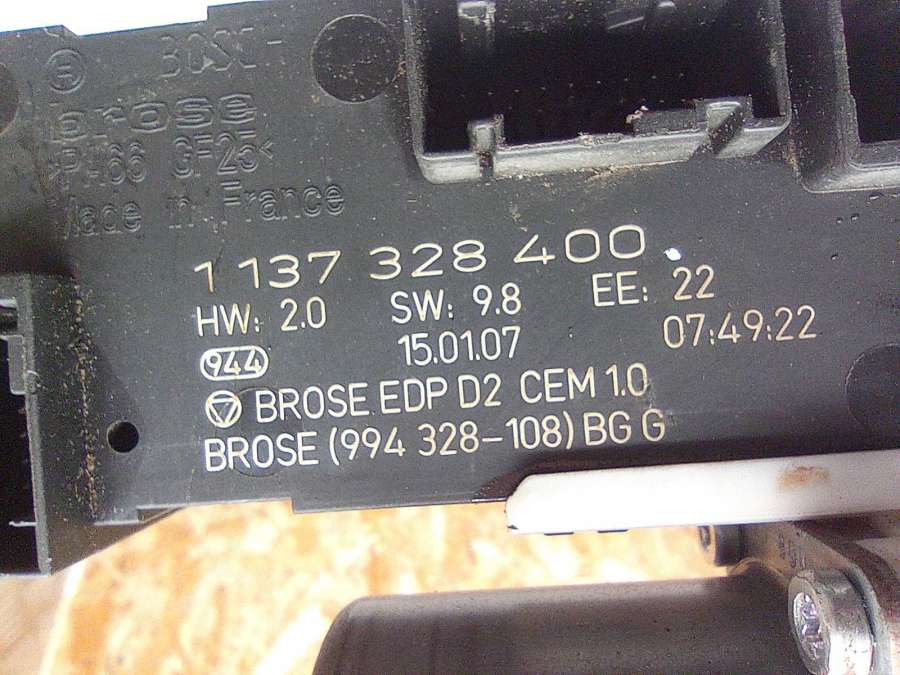 BOSCH
brose
>PA66 GF25<
Made in France
1 137 328 400
HW: 2.0 SW: 9.8 EE: 22
944 15.01.07 07:49:22
BROSE EDP D2 CEM 1.0
BROSE (994 328-108) BG G